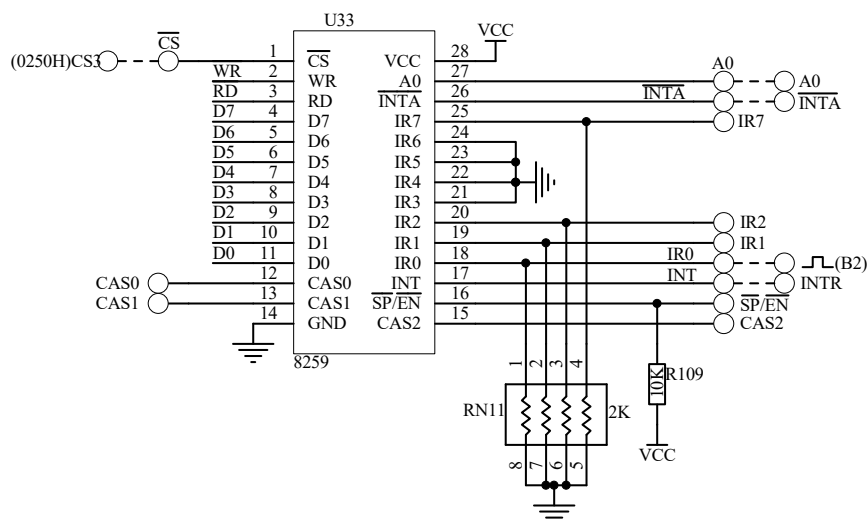 U33
(0250H)CS3 CS 1 CS VCC 28 VCC
WR 2 WR A0 27 A0 A0
RD 3 RD INTA 26 INTA INTA
D7 4 D7 IR7 25 IR7
D6 5 D6 IR6 24
D5 6 D5 IR5 23
D4 7 D4 IR4 22
D3 8 D3 IR3 21
D2 9 D2 IR2 20 IR2
D1 10 D1 IR1 19 IR1
D0 11 D0 IR0 18 IR0 (B2)
CAS0 12 CAS0 INT 17 INT INTR
CAS1 13 CAS1 SP/EN 16 SP/EN
14 GND CAS2 15 CAS2
8259
1 2 3 4
10K R109
RN11 2K
8 7 6 5
VCC